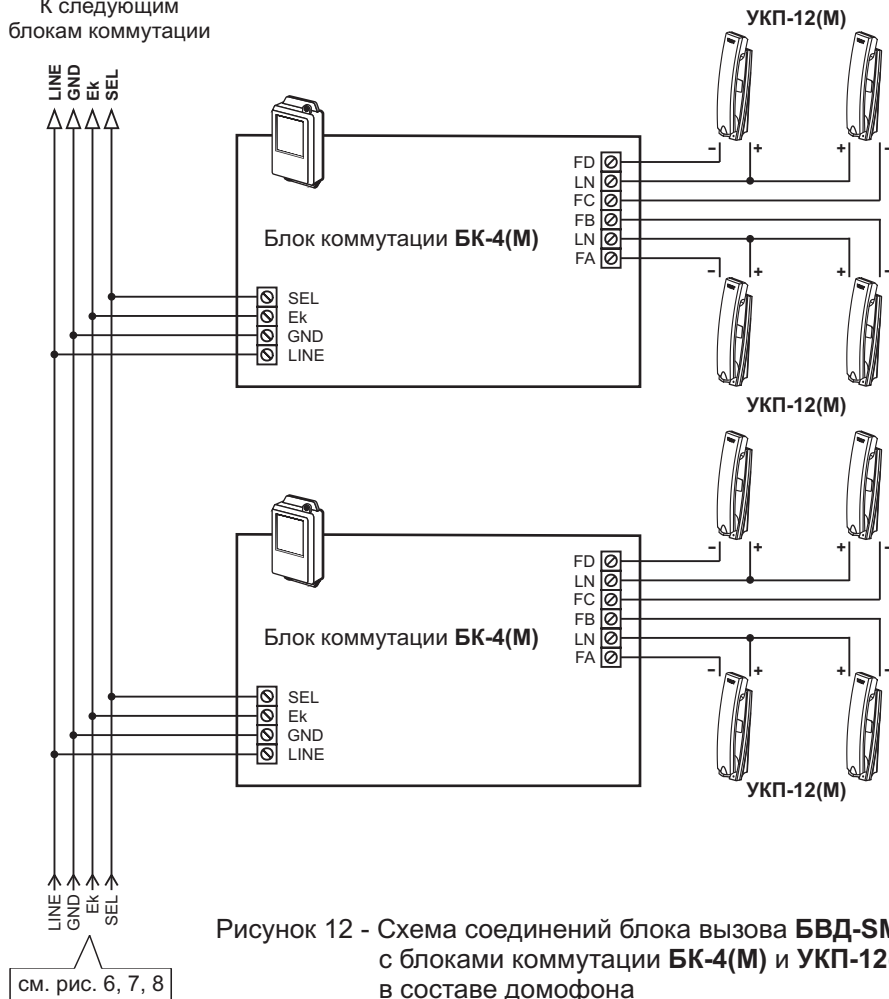 К следующим
блокам коммутации
LINE
GND
Ek
SEL
УКП-12(М)
- +
+ -
FD
LN
FC
FB
LN
FA
Блок коммутации БК-4(М)
- +
+ -
SEL
Ek
GND
LINE
УКП-12(М)
- +
+ -
FD
LN
FC
FB
LN
FA
Блок коммутации БК-4(М)
- +
+ -
SEL
Ek
GND
LINE
УКП-12(М)
LINE
GND
Ek
SEL
см. рис. 6, 7, 8
Рисунок 12 - Схема соединений блока вызова
с блоками коммутации БК-4(М) и УКП-12
в составе домофона